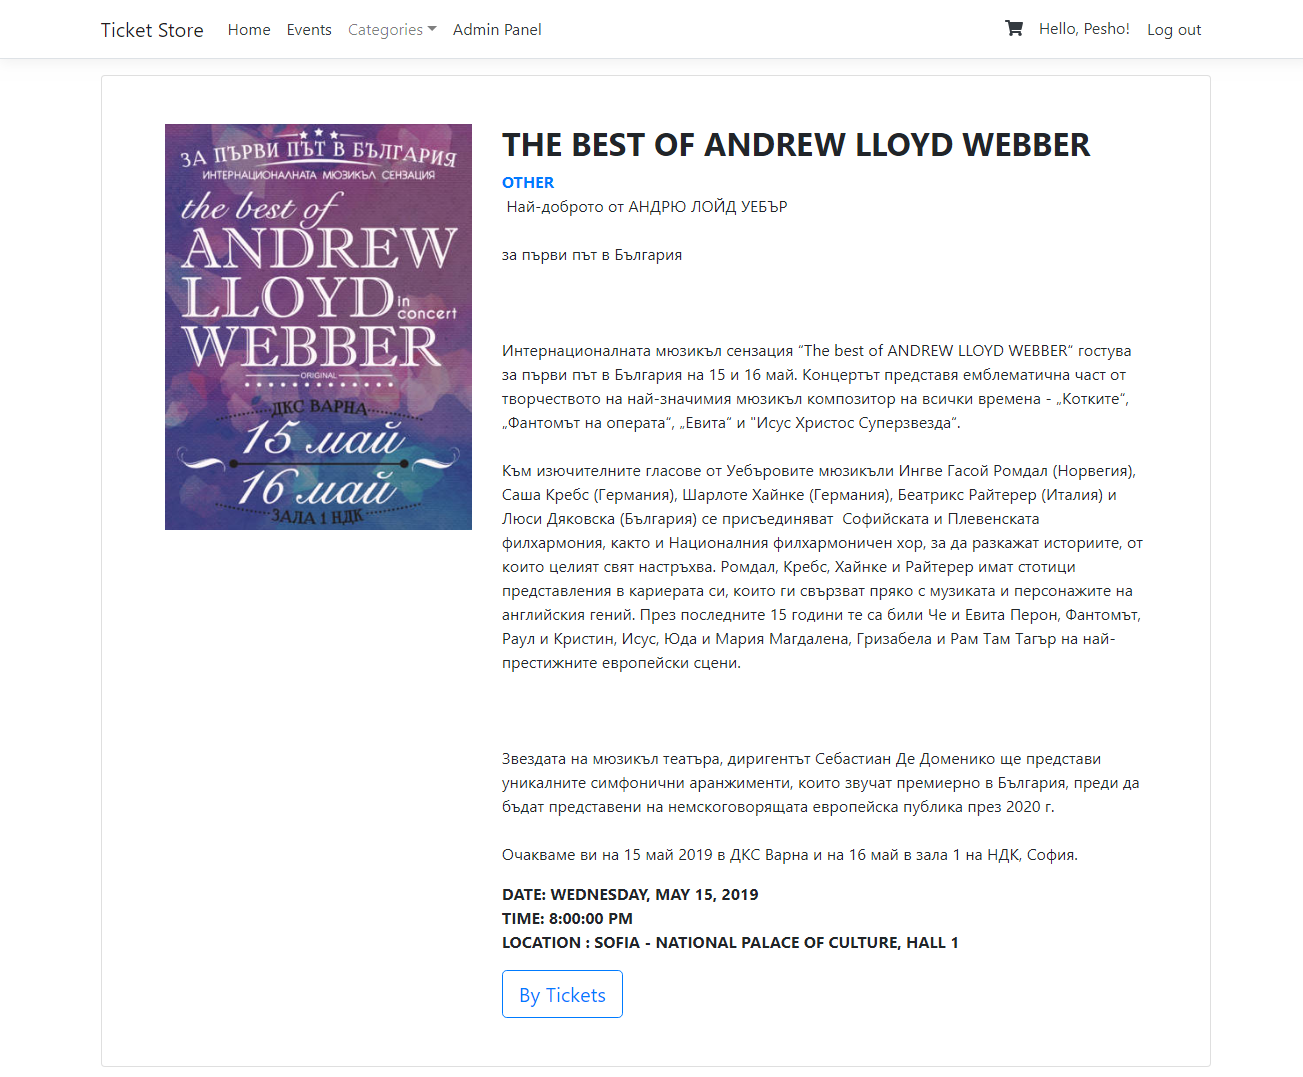 Ticket Store Home Events Categories Admin Panel Hello, Pesho! Log out
ЗА ПЪРВИ ПЪТ В БЪЛГАРИЯ
ИНТЕРНАЦИОНАЛНАТА МЮЗИКЪЛ СЕНЗАЦИЯ
the best of
ANDREW
LLOYD
in
concert
WEBBER
ORIGINAL
ДКС ВАРНА
15 май
16 май
ЗАЛА 1 НДК
THE BEST OF ANDREW LLOYD WEBBER
OTHER
Най-доброто от АНДРЮ ЛОЙД УЕБЪР
за първи път в България
Интернационалната мюзикъл сензация “The best of ANDREW LLOYD WEBBER“ гостува
за първи път в България на 15 и 16 май. Концертът представя емблематична част от
творчеството на най-значимия мюзикъл композитор на всички времена - „Котките“,
„Фантомът на операта“, „Евита“ и "Исус Христос Суперзвезда“.
Към изючителните гласове от Уебъровите мюзикъли Ингве Гасой Ромдал (Норвегия),
Саша Кребс (Германия), Шарлоте Хайнке (Германия), Беатрикс Райтерер (Италия) и
Люси Дяковска (България) се присъединяват  Софийската и Плевенската
филхармония, както и Националния филхармоничен хор, за да разкажат историите, от
които целият свят настръхва. Ромдал, Кребс, Хайнке и Райтерер имат стотици
представления в кариерата си, които ги свързват пряко с музиката и персонажите на
английския гений. През последните 15 години те са били Че и Евита Перон, Фантомът,
Раул и Кристин, Исус, Юда и Мария Магдалена, Гризабела и Рам Там Тагър на най-
престижните европейски сцени.
Звездата на мюзикъл театъра, диригентът Себастиан Де Доменико ще представи
уникалните симфонични аранжименти, които звучат премиерно в България, преди да
бъдат представени на немскоговорящата европейска публика през 2020 г.
Очакваме ви на 15 май 2019 в ДКС Варна и на 16 май в зала 1 на НДК, София.
DATE: WEDNESDAY, MAY 15, 2019
TIME: 8:00:00 PM
LOCATION : SOFIA - NATIONAL PALACE OF CULTURE, HALL 1
By Tickets